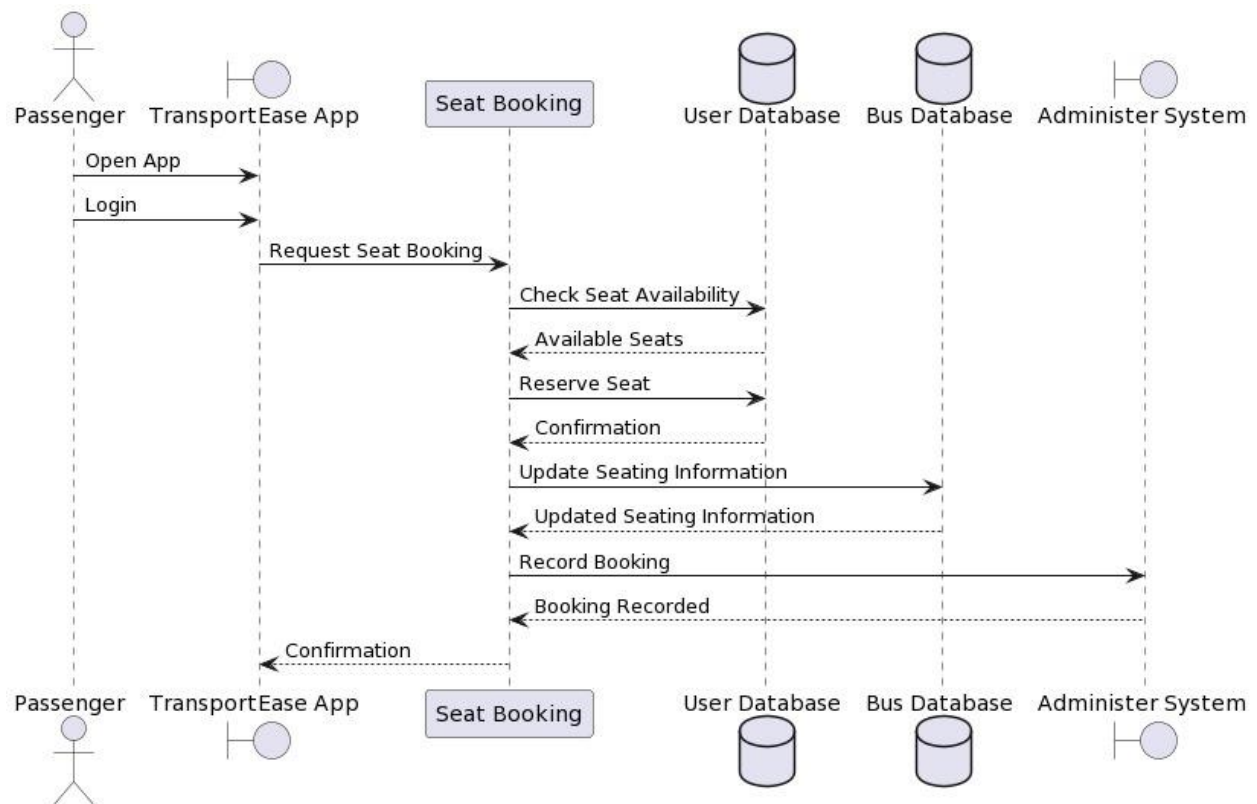 Passenger
TransportEase App
Seat Booking
User Database
Bus Database
Administer System
Open App
Login
Request Seat Booking
Check Seat Availability
Available Seats
Reserve Seat
Confirmation
Update Seating Information
Updated Seating Information
Record Booking
Booking Recorded
Confirmation
Passenger
TransportEase App
Seat Booking
User Database
Bus Database
Administer System